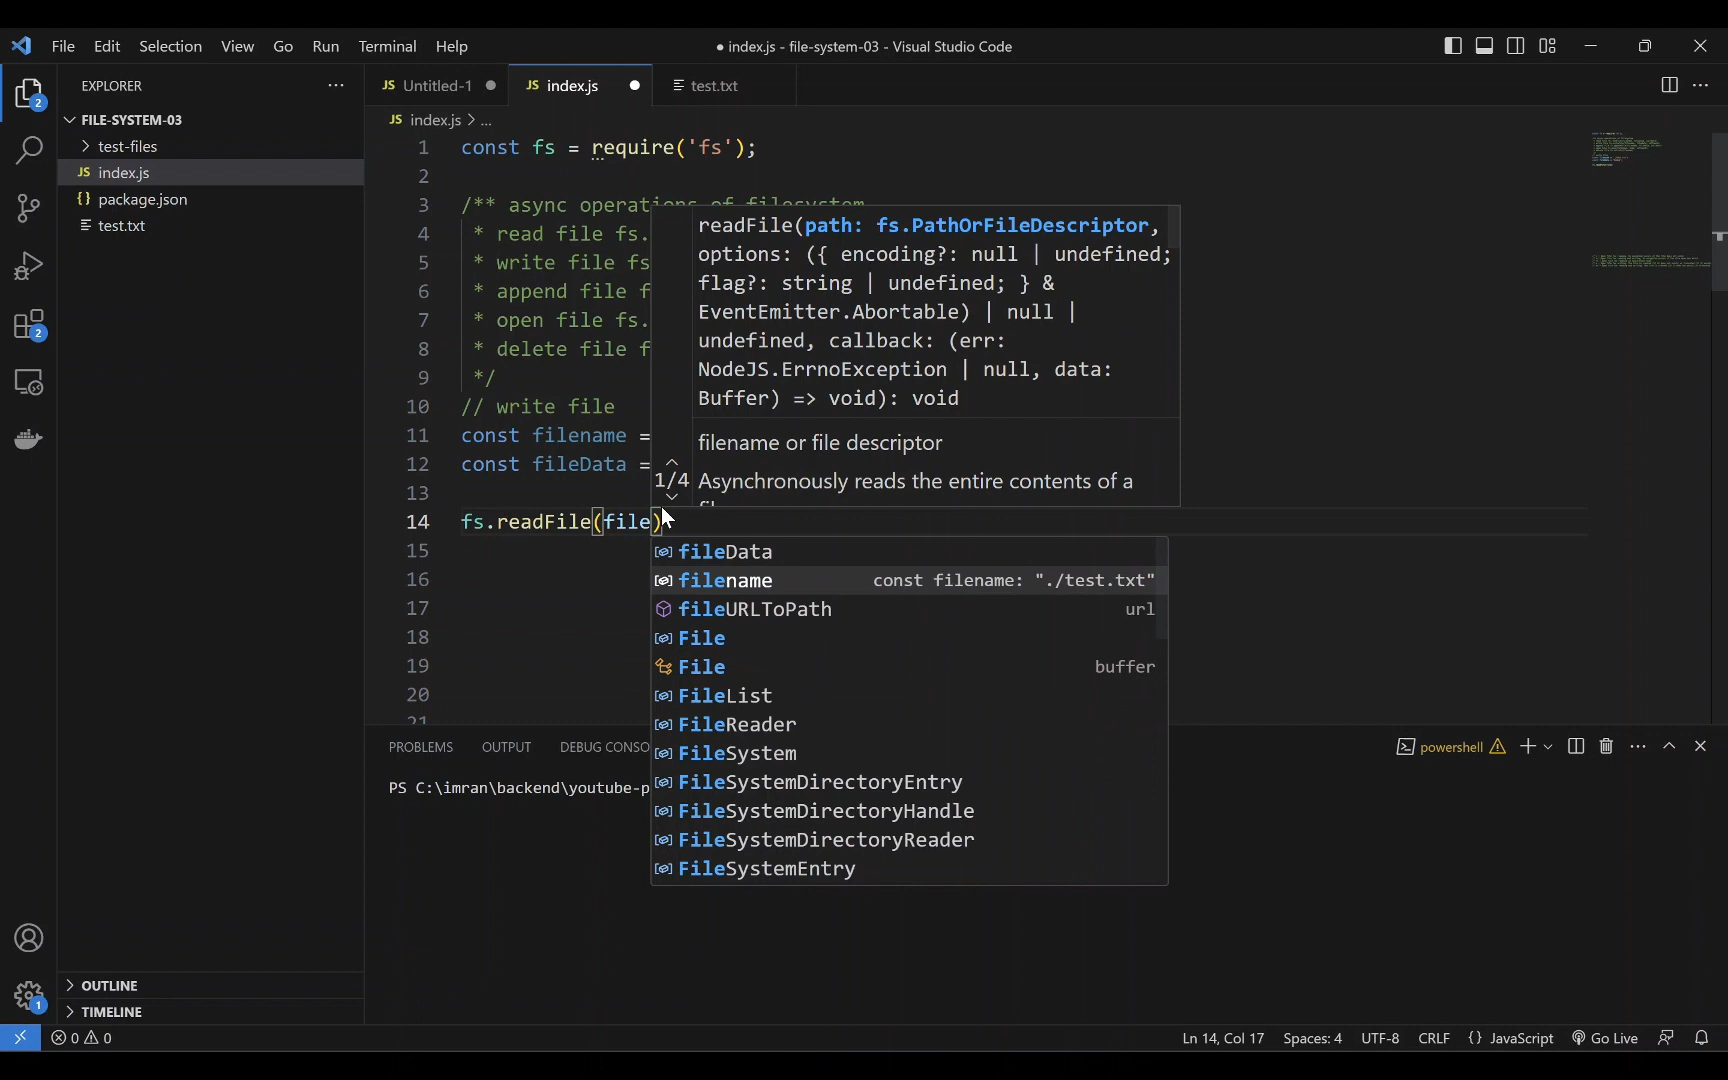 File Edit Selection View Go Run Terminal Help
● index.js - file-system-03 - Visual Studio Code
EXPLORER
JS Untitled-1
JS index.js
test.txt
FILE-SYSTEM-03
JS index.js > ...
test-files
JS index.js
{} package.json
test.txt
1 const fs = require('fs');
2
3 /** async operations of filesystem
4 * read file fs.
5 * write file fs
6 * append file f
7 * open file fs.
8 * delete file f
9 */
10 // write file
11 const filename =
12 const fileData =
13
14 fs.readFile(file)
15
16
17
18
19
20
21
readFile(path: fs.PathOrFileDescriptor,
options: ({ encoding?: null | undefined;
flag?: string | undefined; } &
EventEmitter.Abortable) | null |
undefined, callback: (err:
NodeJS.ErrnoException | null, data:
Buffer) => void): void
filename or file descriptor
1/4 Asynchronously reads the entire contents of a
fileData
filename const filename: "./test.txt"
fileURLToPath url
File
File buffer
FileList
FileReader
FileSystem
FileSystemDirectoryEntry
FileSystemDirectoryHandle
FileSystemDirectoryReader
FileSystemEntry
PROBLEMS OUTPUT DEBUG CONSO
powershell
PS C:\imran\backend\youtube-p
OUTLINE
TIMELINE
2
2
1
0 0
Ln 14, Col 17 Spaces: 4 UTF-8 CRLF {} JavaScript Go Live